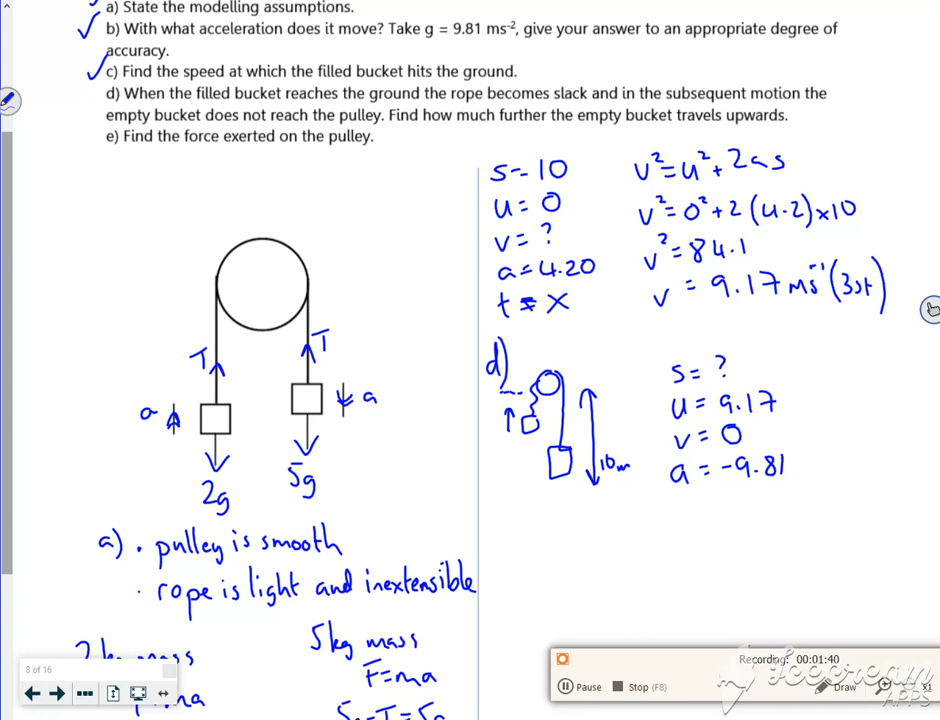 a) State the modelling assumptions.
b) With what acceleration does it move? Take g = 9.81 ms⁻², give your answer to an appropriate degree of
accuracy.
c) Find the speed at which the filled bucket hits the ground.
d) When the filled bucket reaches the ground the rope becomes slack and in the subsequent motion the
empty bucket does not reach the pulley. Find how much further the empty bucket travels upwards.
e) Find the force exerted on the pulley.
s = 10
u = 0
v = ?
a = 4.20
t = X
v² = u² + 2as
v² = 0² + 2(4.2)×10
v² = 84.1
v = 9.17 ms⁻¹ (3sf)
T
T
a
a
2g
5g
d)
10m
s = ?
u = 9.17
v = 0
a = -9.81
a) · pulley is smooth
· rope is light and inextensible
2kg mass
5kg mass
F=ma
8 of 16
Recording: 00:01:40
Pause
Stop (F8)
Draw
x1
Icecream
APPS